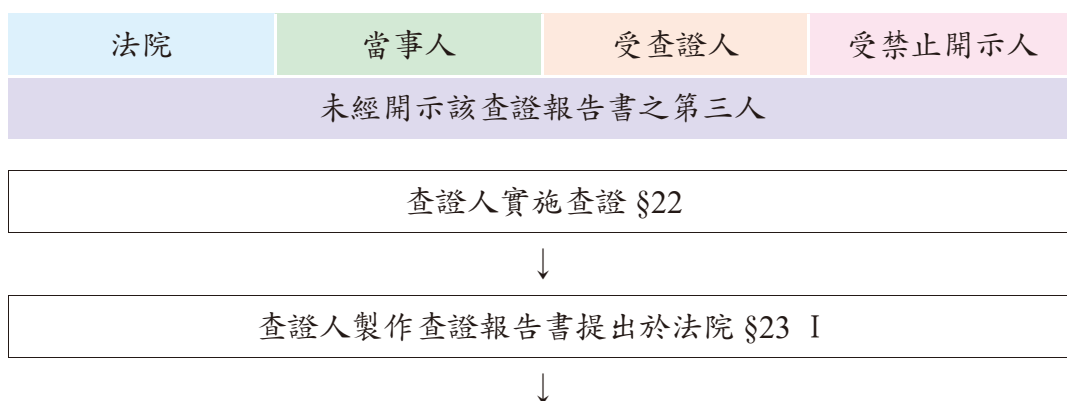 法院 當事人 受查證人 受禁止開示人
未經開示該查證報告書之第三人
查證人實施查證 §22
↓
查證人製作查證報告書提出於法院 §23 Ⅰ
↓